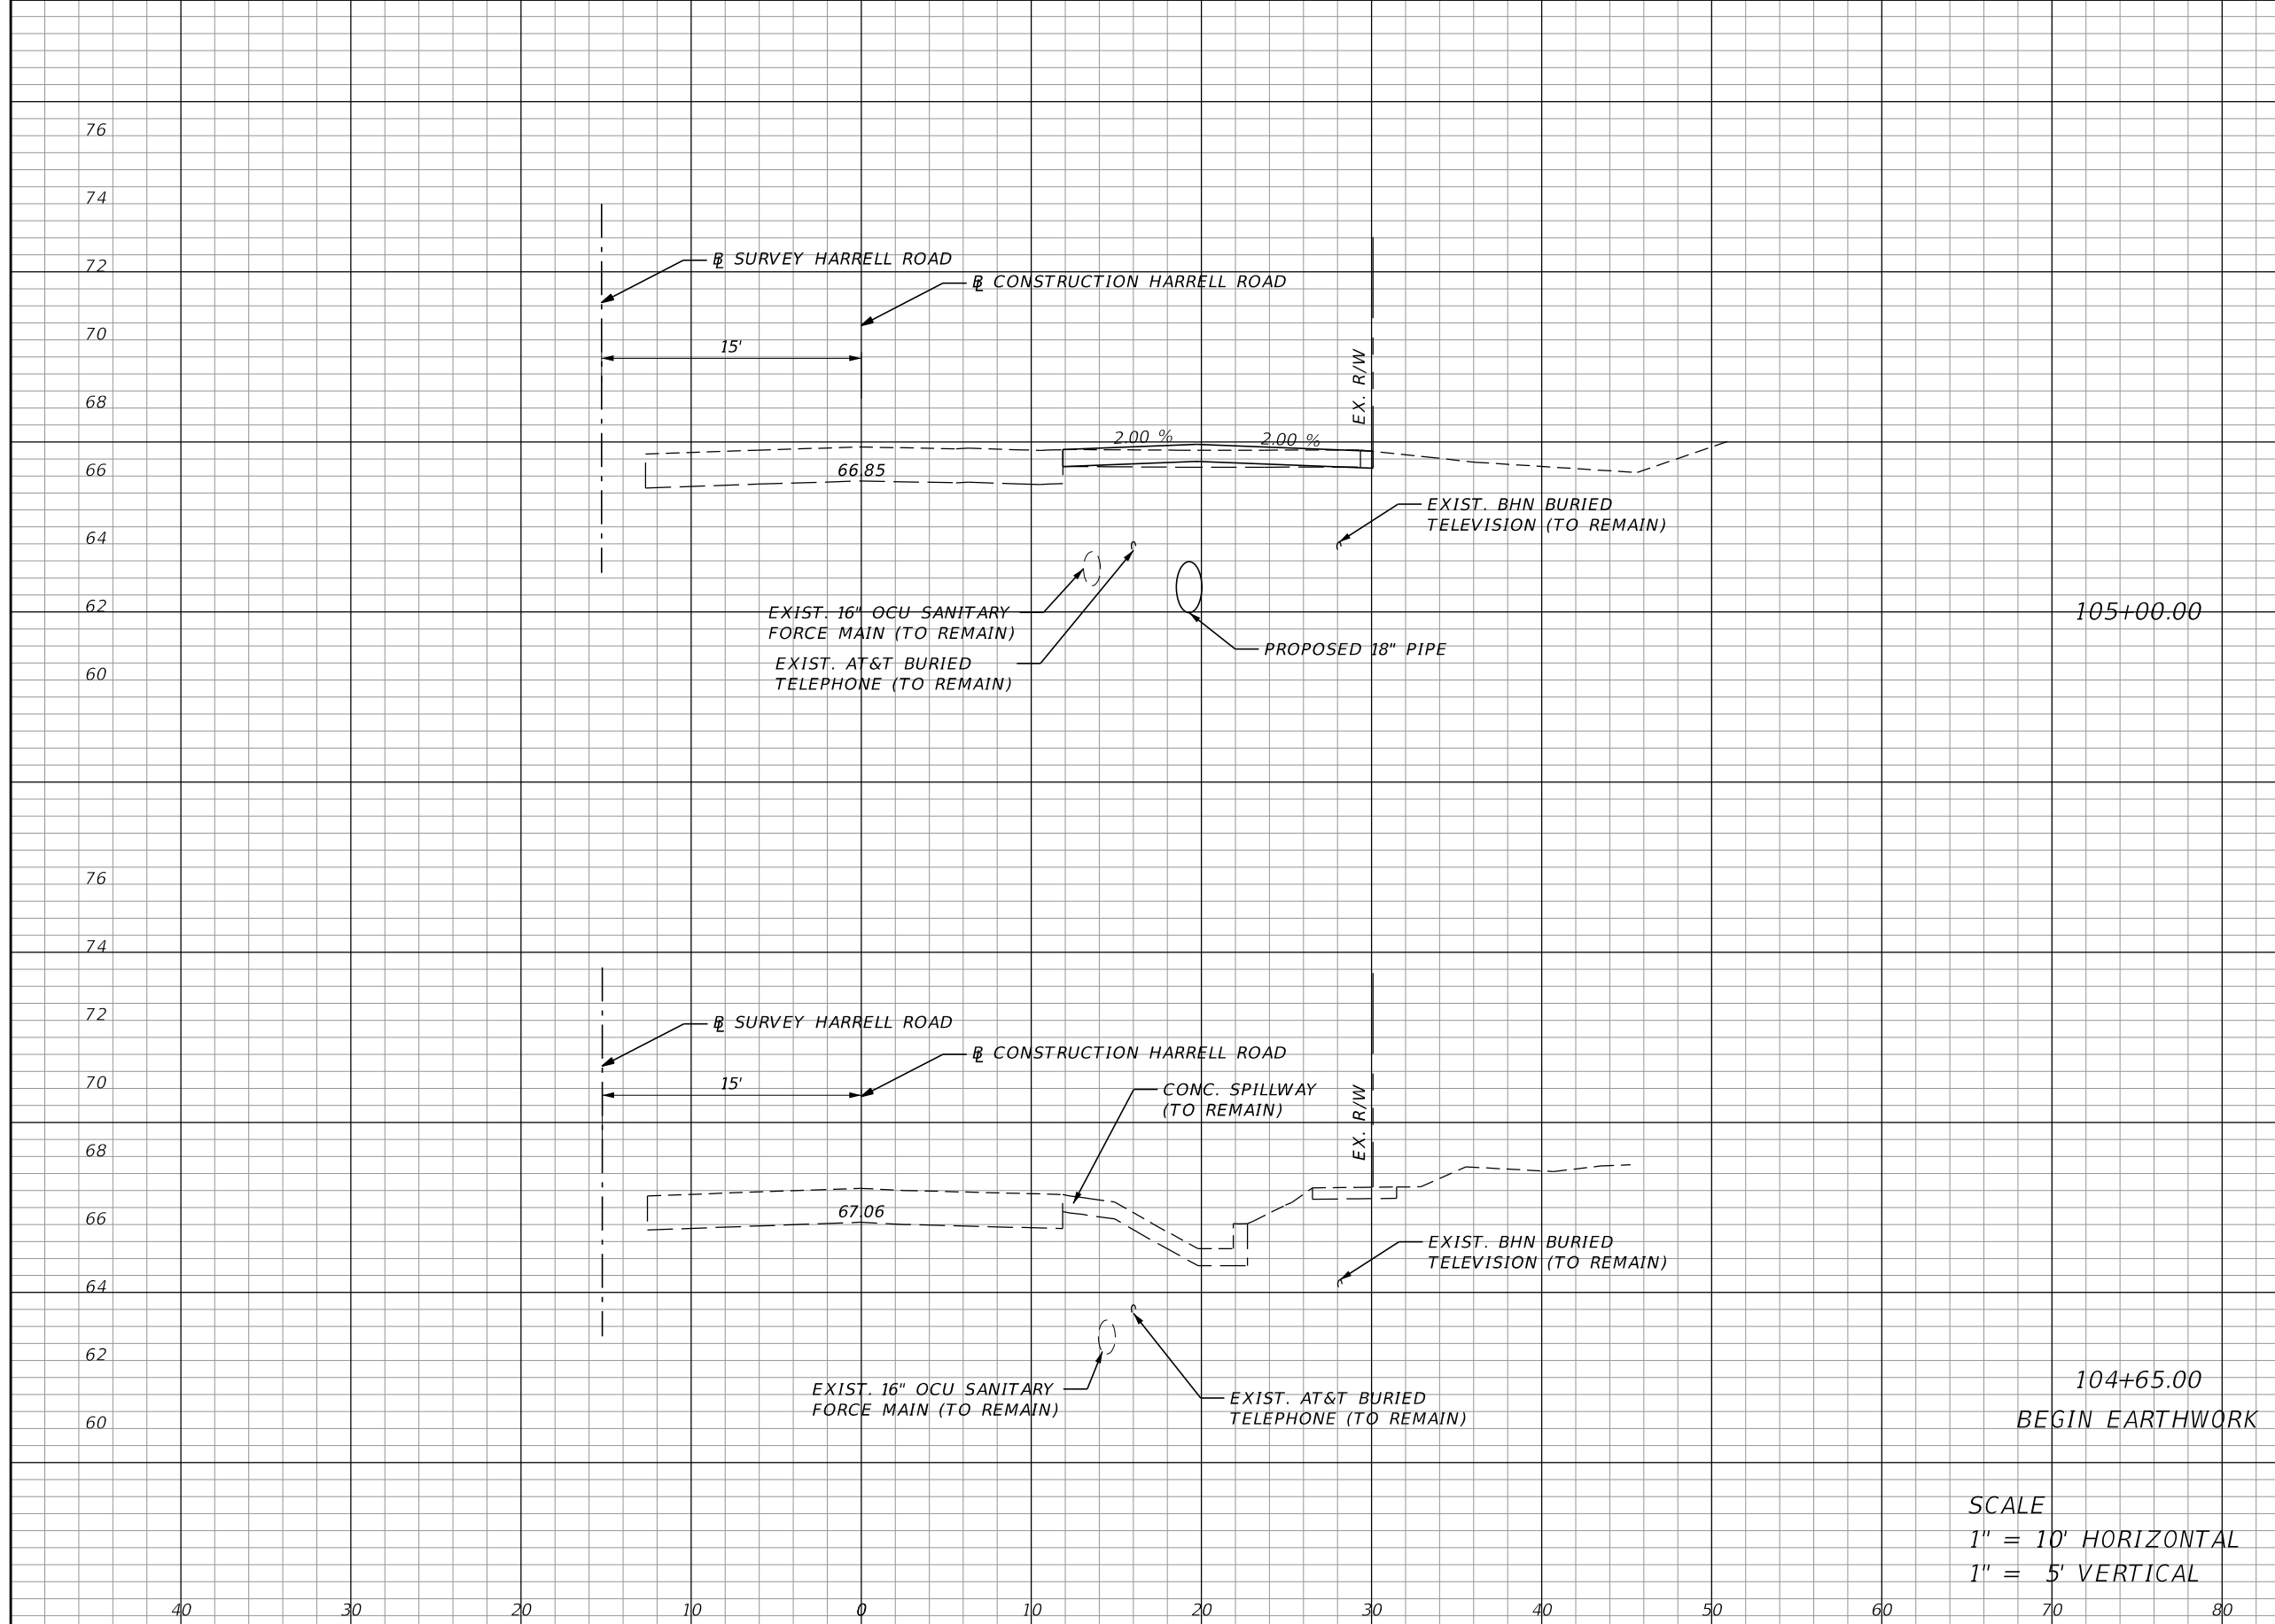 76
74
72
70
68
66
64
62
60
℄ SURVEY HARRELL ROAD
℄ CONSTRUCTION HARRELL ROAD
15'
EX. R/W
2.00 %
2.00 %
66.85
EXIST. BHN BURIED
TELEVISION (TO REMAIN)
EXIST. 16" OCU SANITARY
FORCE MAIN (TO REMAIN)
EXIST. AT&T BURIED
TELEPHONE (TO REMAIN)
PROPOSED 18" PIPE
105+00.00
76
74
72
70
68
66
64
62
60
℄ SURVEY HARRELL ROAD
℄ CONSTRUCTION HARRELL ROAD
15'
CONC. SPILLWAY
(TO REMAIN)
EX. R/W
67.06
EXIST. BHN BURIED
TELEVISION (TO REMAIN)
EXIST. 16" OCU SANITARY
FORCE MAIN (TO REMAIN)
EXIST. AT&T BURIED
TELEPHONE (TO REMAIN)
104+65.00
BEGIN EARTHWORK
SCALE
1" = 10' HORIZONTAL
1" = 5' VERTICAL
40 30 20 10 0 10 20 30 40 50 60 70 80